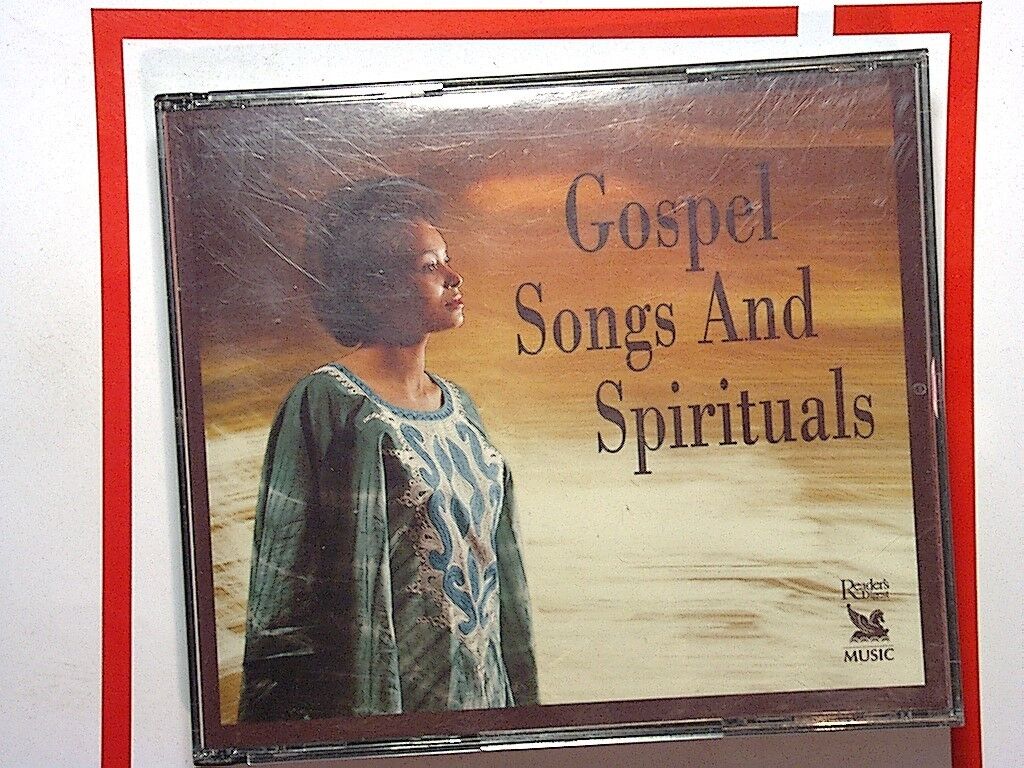 Gospel
Songs And
Spirituals
Reader's
Digest
MUSIC